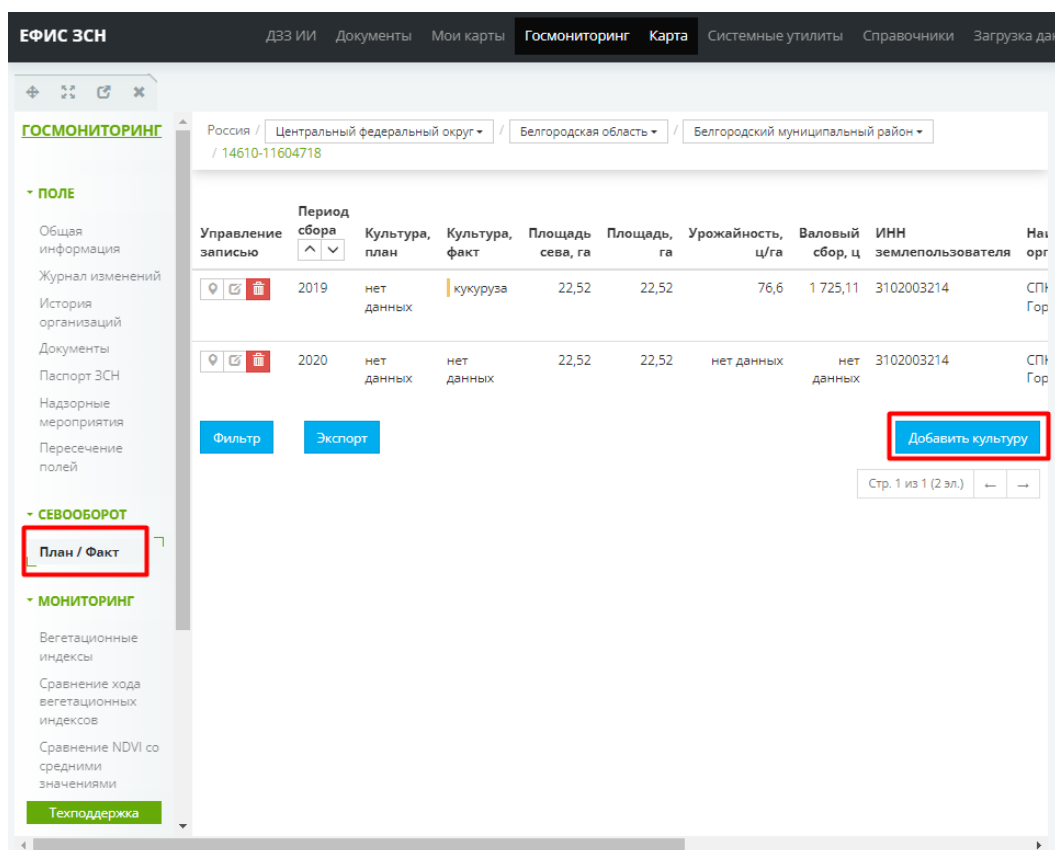 ЕФИС ЗСН
ДЗЗ ИИ Документы Мои карты Госмониторинг Карта Системные утилиты Справочники Загрузка да
ГОСМОНИТОРИНГ
Россия / Центральный федеральный округ / Белгородская область / Белгородский муниципальный район
/ 14610-11604718
ПОЛЕ
Общая
информация
Журнал изменений
История
организаций
Документы
Паспорт ЗСН
Надзорные
мероприятия
Пересечение
полей
СЕВООБОРОТ
План / Факт
МОНИТОРИНГ
Вегетационные
индексы
Сравнение хода
вегетационных
индексов
Сравнение NDVI со
средними
значениями
Техподдержка
Период
Управление сбора Культура, Культура, Площадь Площадь, Урожайность, Валовый ИНН
записью план факт сева, га га ц/га сбор, ц землепользователя орг
2019 нет кукуруза 22,52 22,52 76,6 1 725,11 3102003214
данных Гор
2020 нет нет 22,52 22,52 нет данных нет 3102003214
данных данных данных Гор
Фильтр Экспорт Добавить культуру
Стр. 1 из 1 (2 эл.) ← →